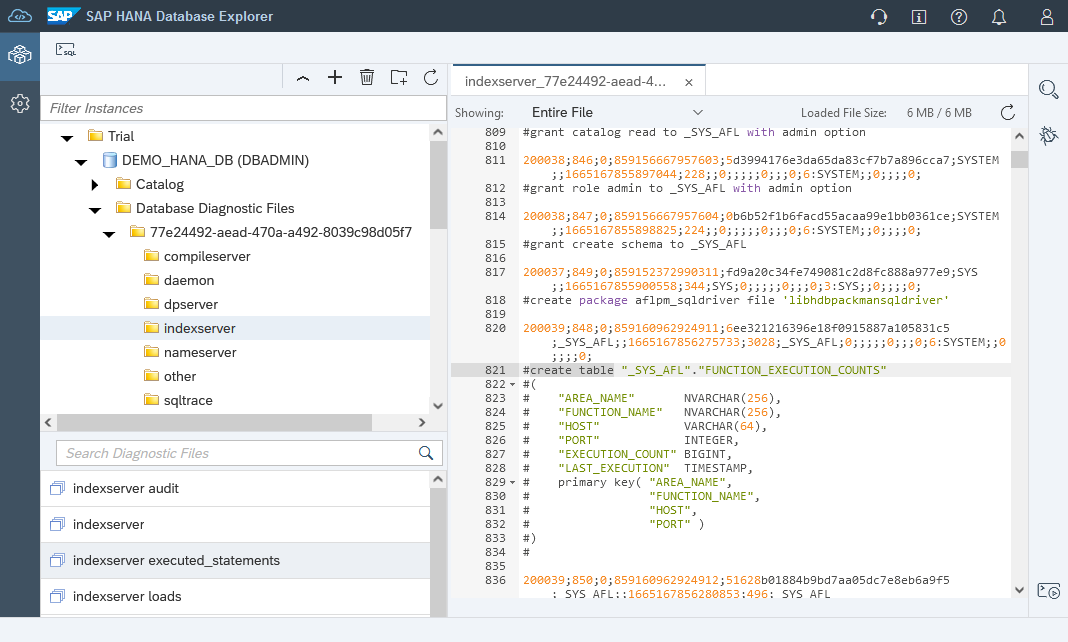 SAP SAP HANA Database Explorer
SQL
Filter Instances
Trial
DEMO_HANA_DB (DBADMIN)
Catalog
Database Diagnostic Files
77e24492-aead-470a-a492-8039c98d05f7
compileserver
daemon
dpserver
indexserver
nameserver
other
sqltrace
Search Diagnostic Files
indexserver audit
indexserver
indexserver executed_statements
indexserver loads
indexserver_77e24492-aead-4...
Showing: Entire File Loaded File Size: 6 MB / 6 MB
809 #grant catalog read to _SYS_AFL with admin option
810
811 200038;846;0;859156667957603;5d3994176e3da65da83cf7b7a896cca7;SYSTEM
;;1665167855897044;228;;0;;;;;0;;;0;6:SYSTEM;;0;;;;0;
812 #grant role admin to _SYS_AFL with admin option
813
814 200038;847;0;859156667957604;0b6b52f1b6facd55acaa99e1bb0361ce;SYSTEM
;;1665167855898825;224;;0;;;;;0;;;0;6:SYSTEM;;0;;;;0;
815 #grant create schema to _SYS_AFL
816
817 200037;849;0;859152372990311;fd9a20c34fe749081c2d8fc888a977e9;SYS
;;1665167855900558;344;SYS;0;;;;;0;;;0;3:SYS;;0;;;;0;
818 #create package aflpm_sqldriver file 'libhdbpackmansqldriver'
819
820 200039;848;0;859160962924911;6ee321216396e18f0915887a105831c5
;_SYS_AFL;;1665167856275733;3028;_SYS_AFL;0;;;;;0;;;0;6:SYSTEM;;0
;;;;0;
821 #create table "_SYS_AFL"."FUNCTION_EXECUTION_COUNTS"
822 #(
823 # "AREA_NAME" NVARCHAR(256),
824 # "FUNCTION_NAME" NVARCHAR(256),
825 # "HOST" VARCHAR(64),
826 # "PORT" INTEGER,
827 # "EXECUTION_COUNT" BIGINT,
828 # "LAST_EXECUTION" TIMESTAMP,
829 # primary key( "AREA_NAME",
830 # "FUNCTION_NAME",
831 # "HOST",
832 # "PORT" )
833 #)
834 #
835
836 200039;850;0;859160962924912;51628b01884b9bd7aa05dc7e8eb6a9f5
;_SYS_AFL;;1665167856280853;496;_SYS_AFL